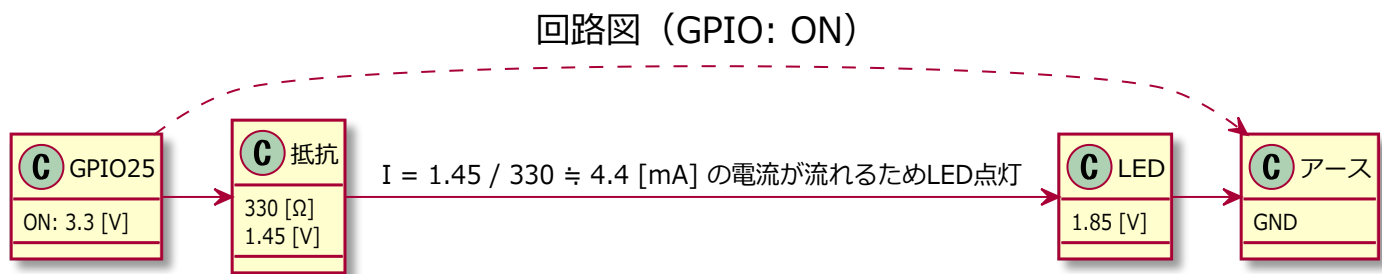 回路図（GPIO: ON）
C GPIO25
ON: 3.3 [V]
C 抵抗
330 [Ω]
1.45 [V]
I = 1.45 / 330 ≒ 4.4 [mA] の電流が流れるためLED点灯
C LED
1.85 [V]
C アース
GND